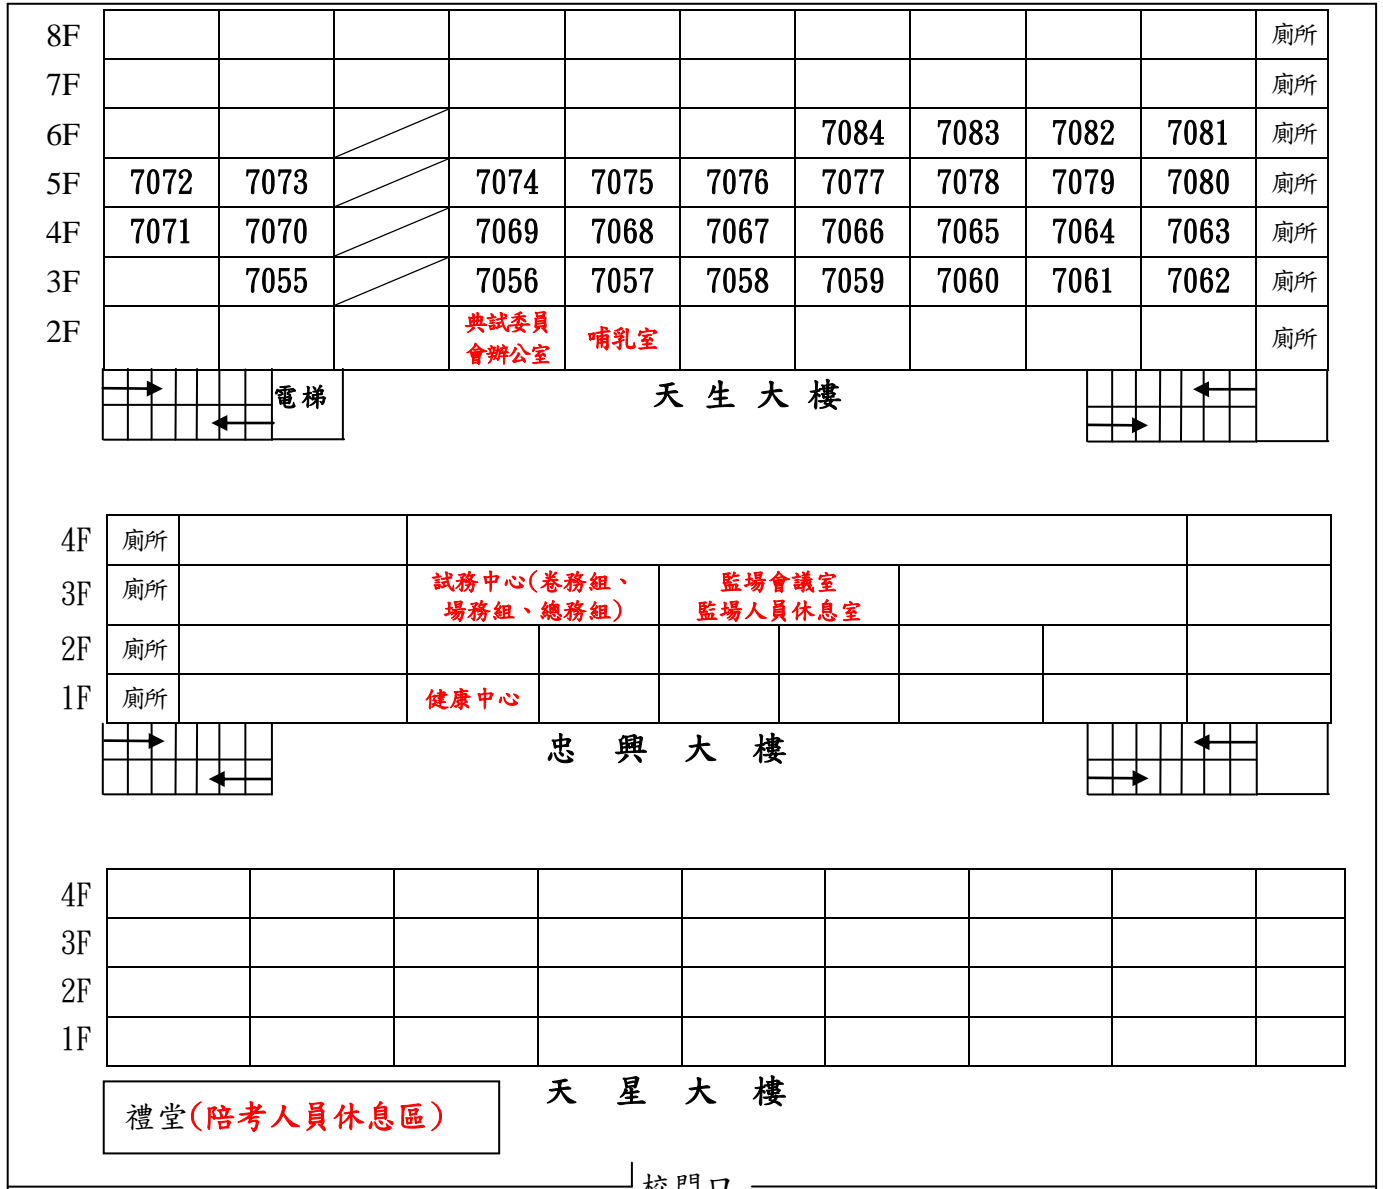 8F 廁所
7F 廁所
6F 7084 7083 7082 7081 廁所
5F 7072 7073 7074 7075 7076 7077 7078 7079 7080 廁所
4F 7071 7070 7069 7068 7067 7066 7065 7064 7063 廁所
3F 7055 7056 7057 7058 7059 7060 7061 7062 廁所
2F 典試委員 哺乳室 廁所
會辦公室
電梯 天生大樓
4F 廁所
3F 廁所 試務中心(卷務組、 監場會議室
場務組、總務組) 監場人員休息室
2F 廁所
1F 廁所 健康中心
忠興大樓
4F
3F
2F
1F
天星大樓
禮堂(陪考人員休息區)
校門口